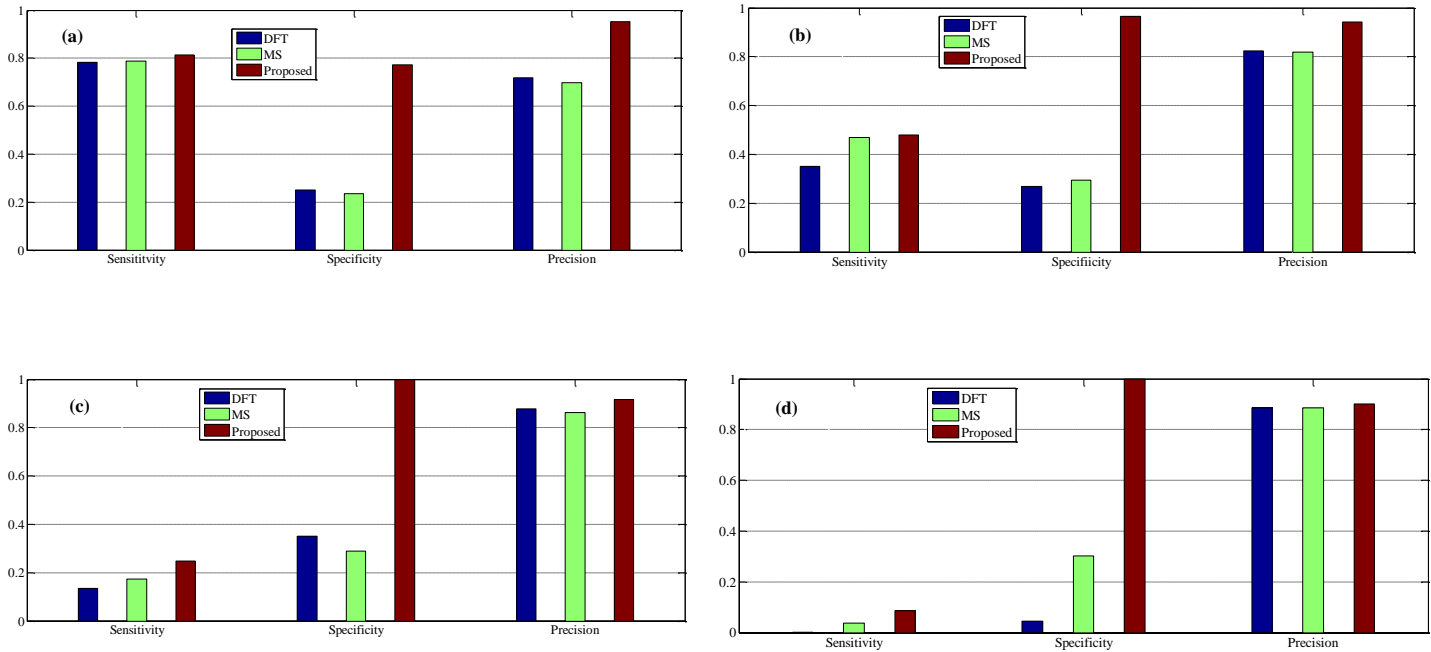 (a)
DFT
MS
Proposed
1
0.8
0.6
0.4
0.2
0
Sensititvity Specificity Precision
(b)
DFT
MS
Proposed
1
0.8
0.6
0.4
0.2
0
Sensitivity Specifiicity Precision
(c)
DFT
MS
Proposed
1
0.8
0.6
0.4
0.2
0
Sensitivity Specificity Precision
(d)
DFT
MS
Proposed
1
0.8
0.6
0.4
0.2
0
Sensitivity Specificity Precision